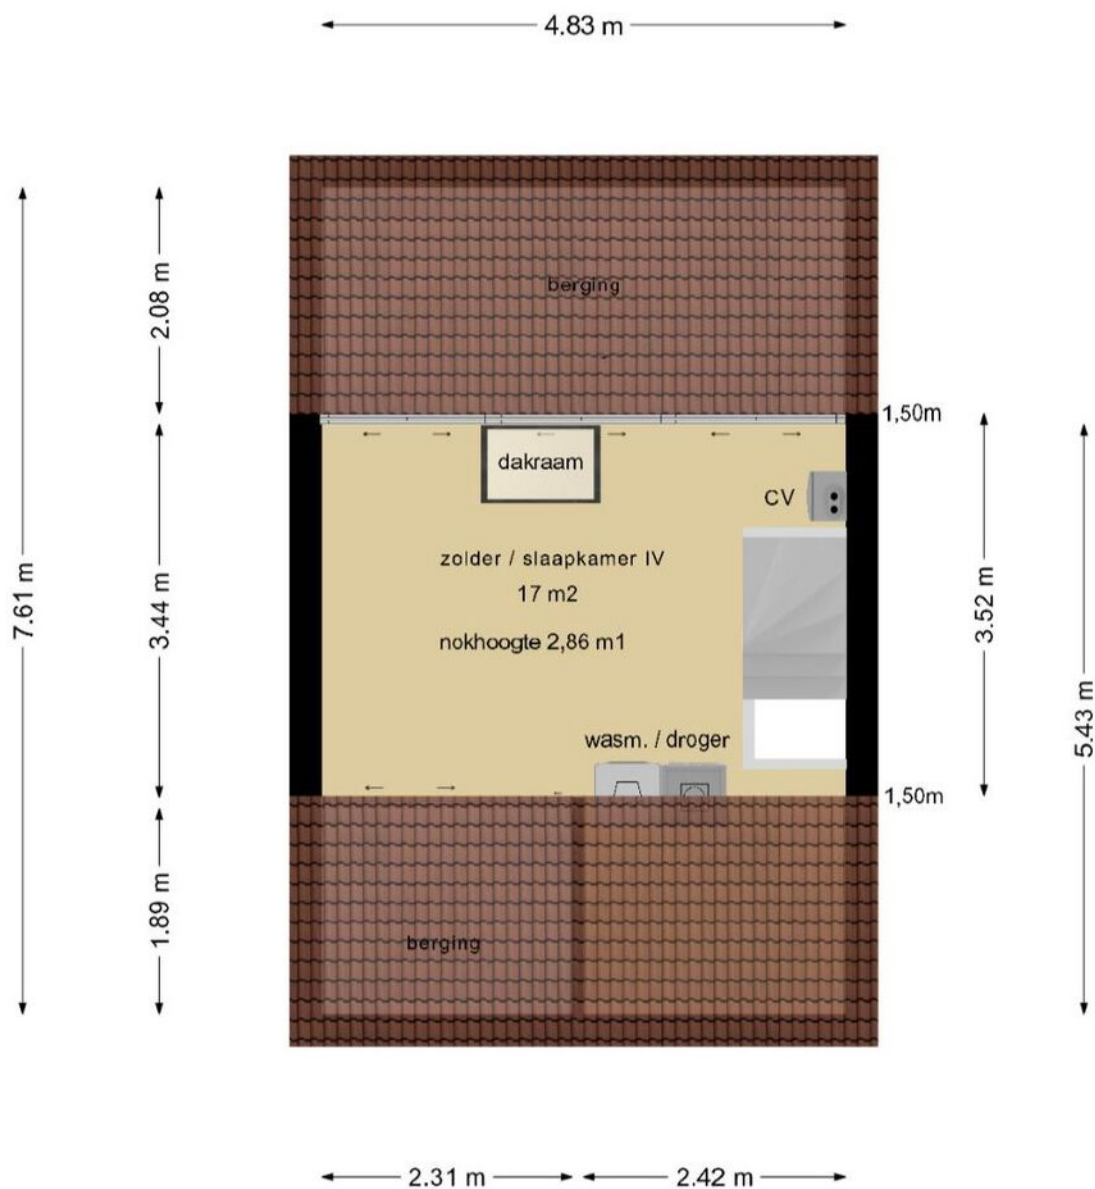 4.83 m
berging
2.08 m
1,50m
dakraam
CV
zolder / slaapkamer IV
17 m2
nokhoogte 2,86 m1
7.61 m
3.44 m
3.52 m
5.43 m
wasm. / droger
1,50m
1.89 m
berging
2.31 m
2.42 m